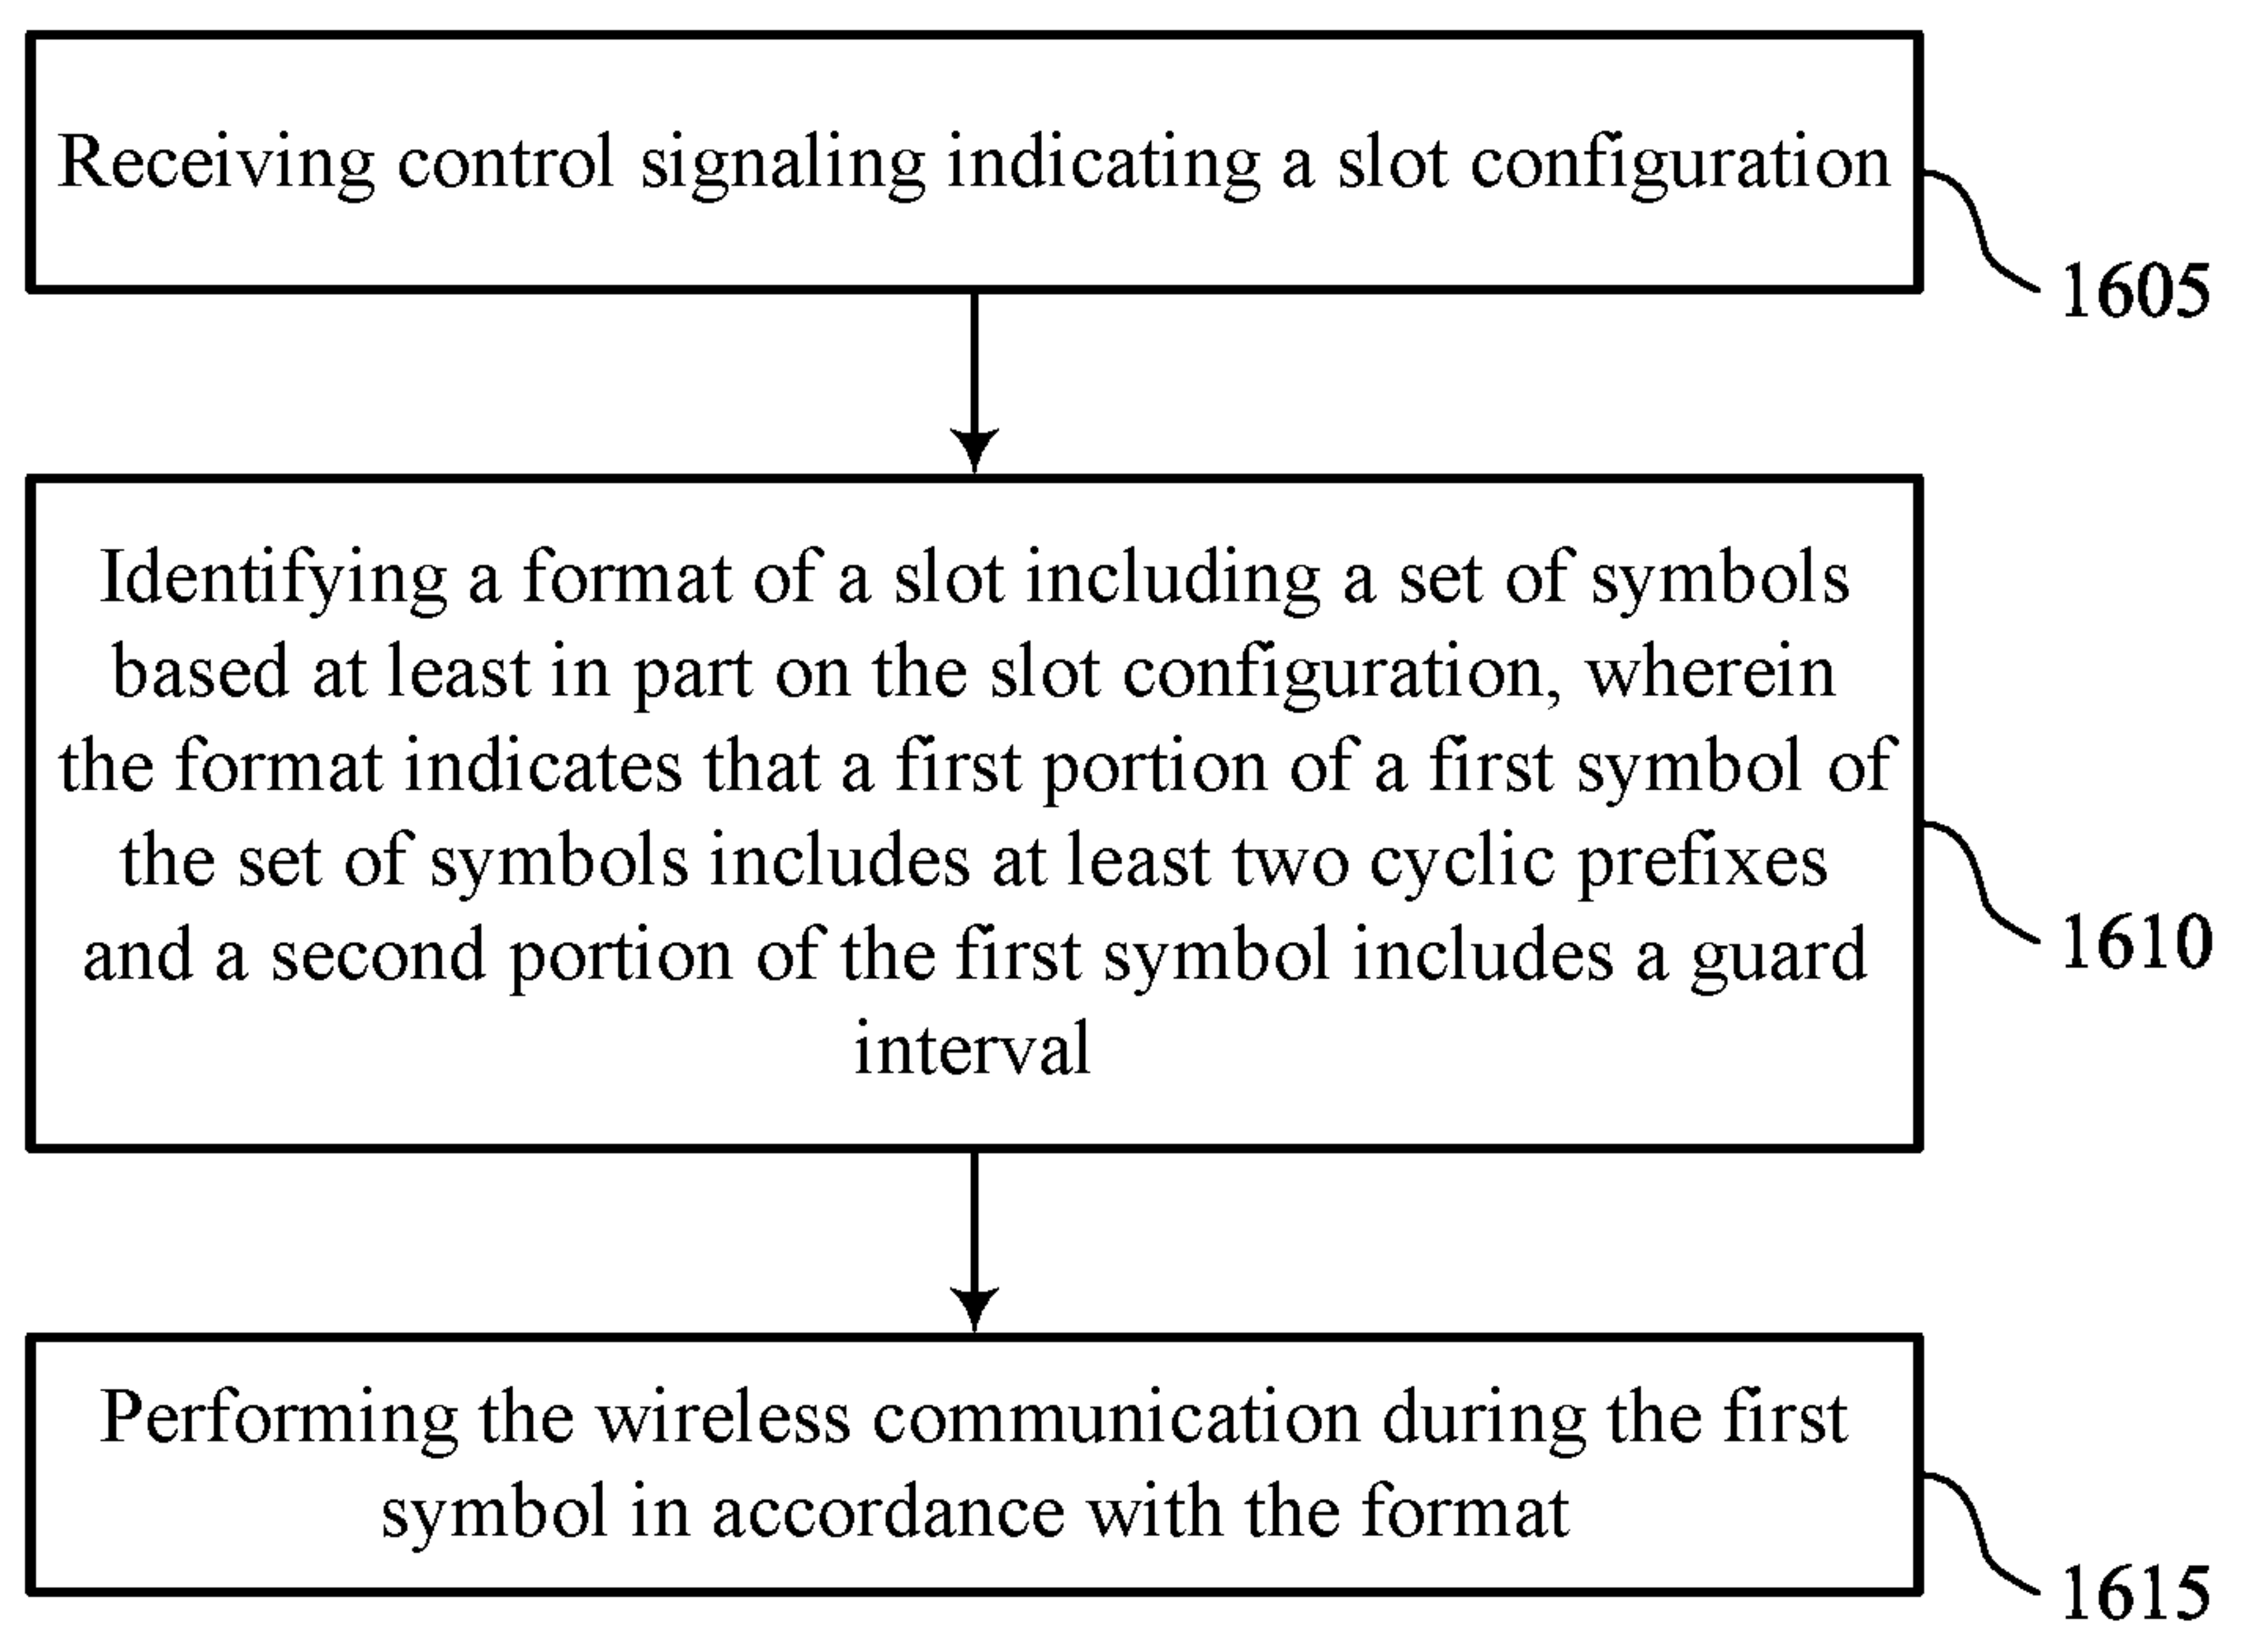 Receiving control signaling indicating a slot configuration
1605
Identifying a format of a slot including a set of symbols
based at least in part on the slot configuration, wherein
the format indicates that a first portion of a first symbol of
the set of symbols includes at least two cyclic prefixes
and a second portion of the first symbol includes a guard
interval
1610
Performing the wireless communication during the first
symbol in accordance with the format
1615